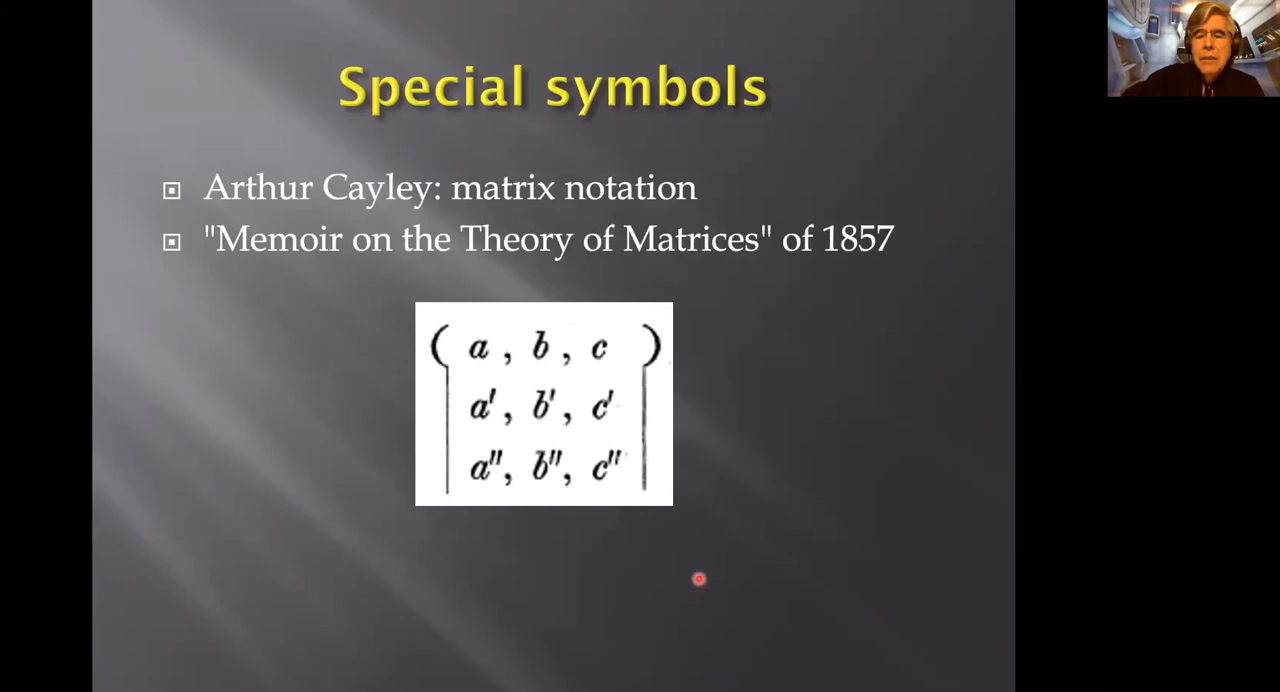 Special symbols
Arthur Cayley: matrix notation
"Memoir on the Theory of Matrices" of 1857
( a , b , c )
| a′, b′, c′ |
| a″, b″, c″ |